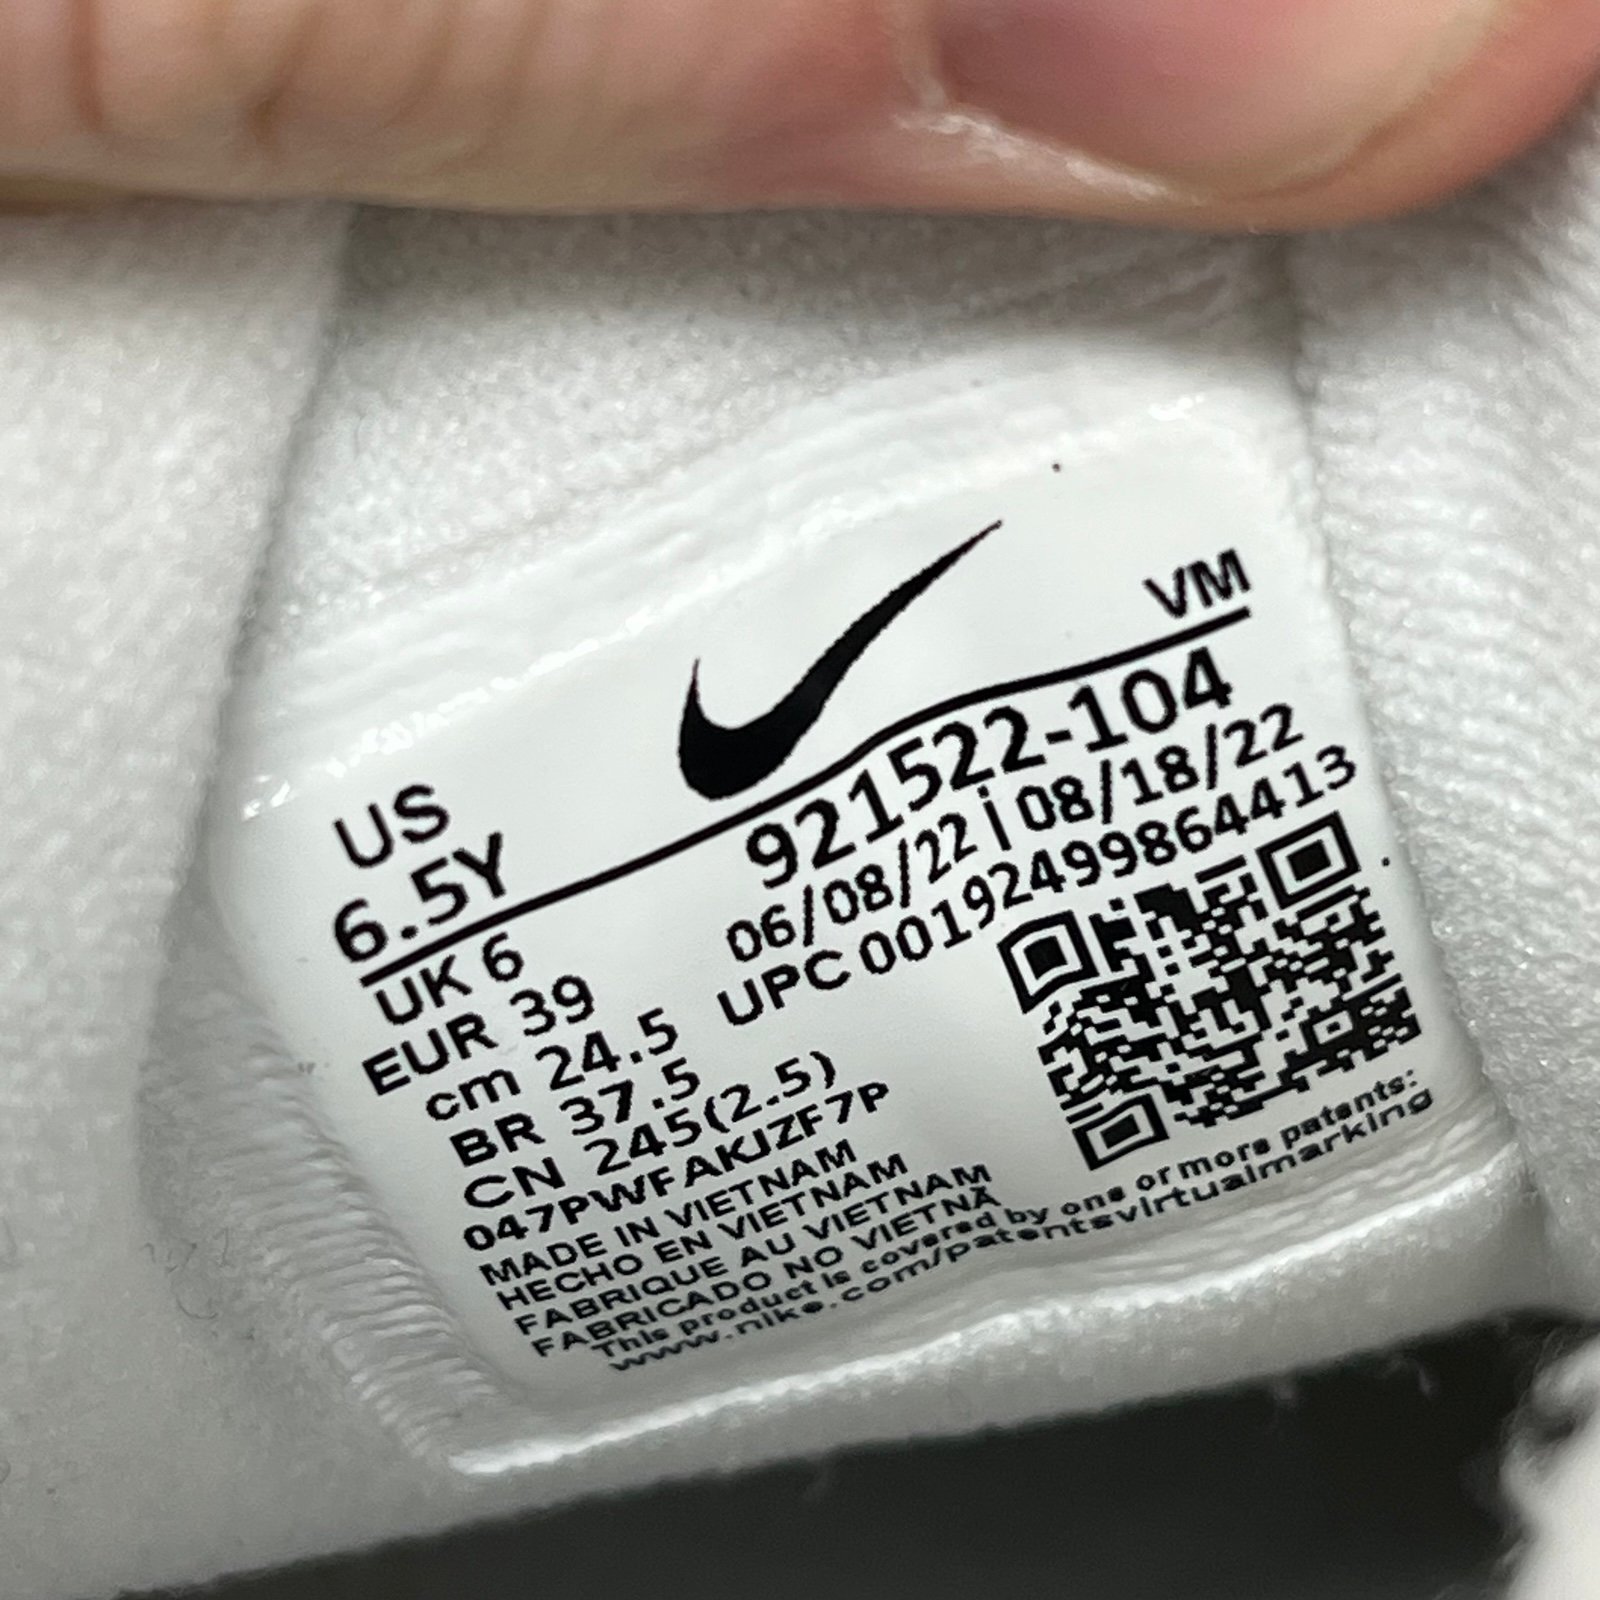 VM
US
6.5Y
921522-104
06/08/22 | 08/18/22
UPC 00192499864413
UK 6
EUR 39
cm 24.5
BR 37.5
CN 245(2.5)
047PWFAKJZF7P
MADE IN VIETNAM
HECHO EN VIETNAM
FABRIQUE AU VIETNAM
FABRICADO NO VIETNÃ
This product is covered by one or more patents:
www.nike.com/patentsvirtualmarking